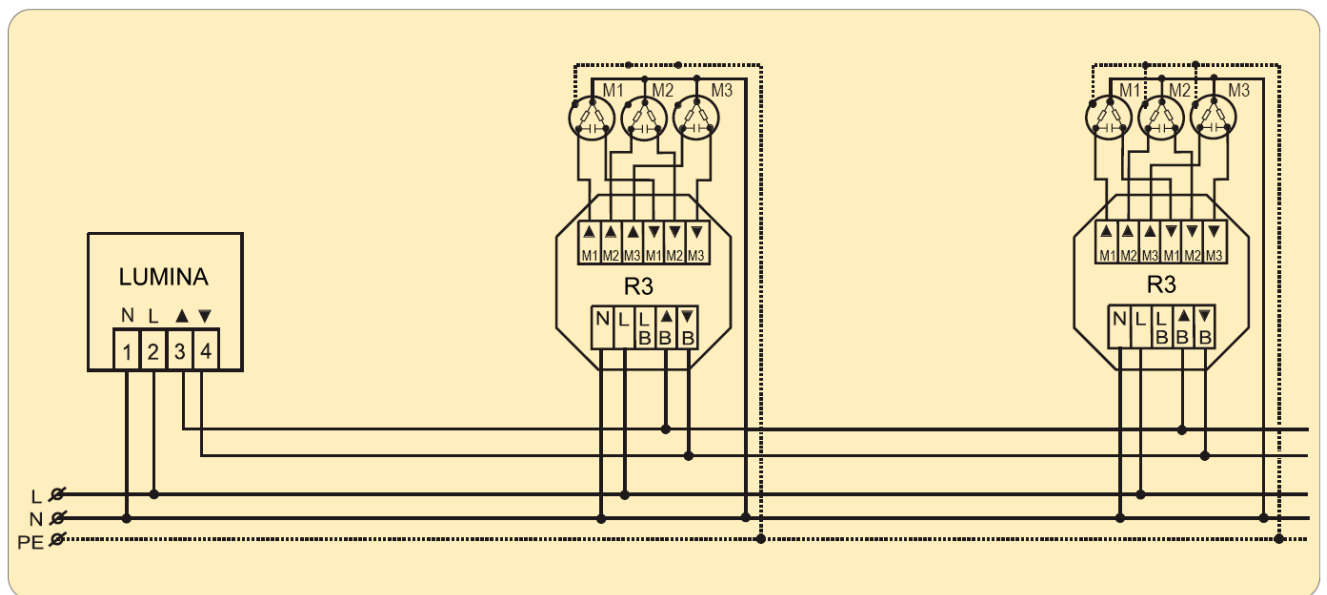 M1 M2 M3
M1 M2 M3
▲ ▲ ▲ ▼ ▼ ▼
M1 M2 M3 M1 M2 M3
R3
N L L B ▲ B ▼ B
▲ ▲ ▲ ▼ ▼ ▼
M1 M2 M3 M1 M2 M3
R3
N L L B ▲ B ▼ B
LUMINA
N L ▲ ▼
1 2 3 4
L
N
PE